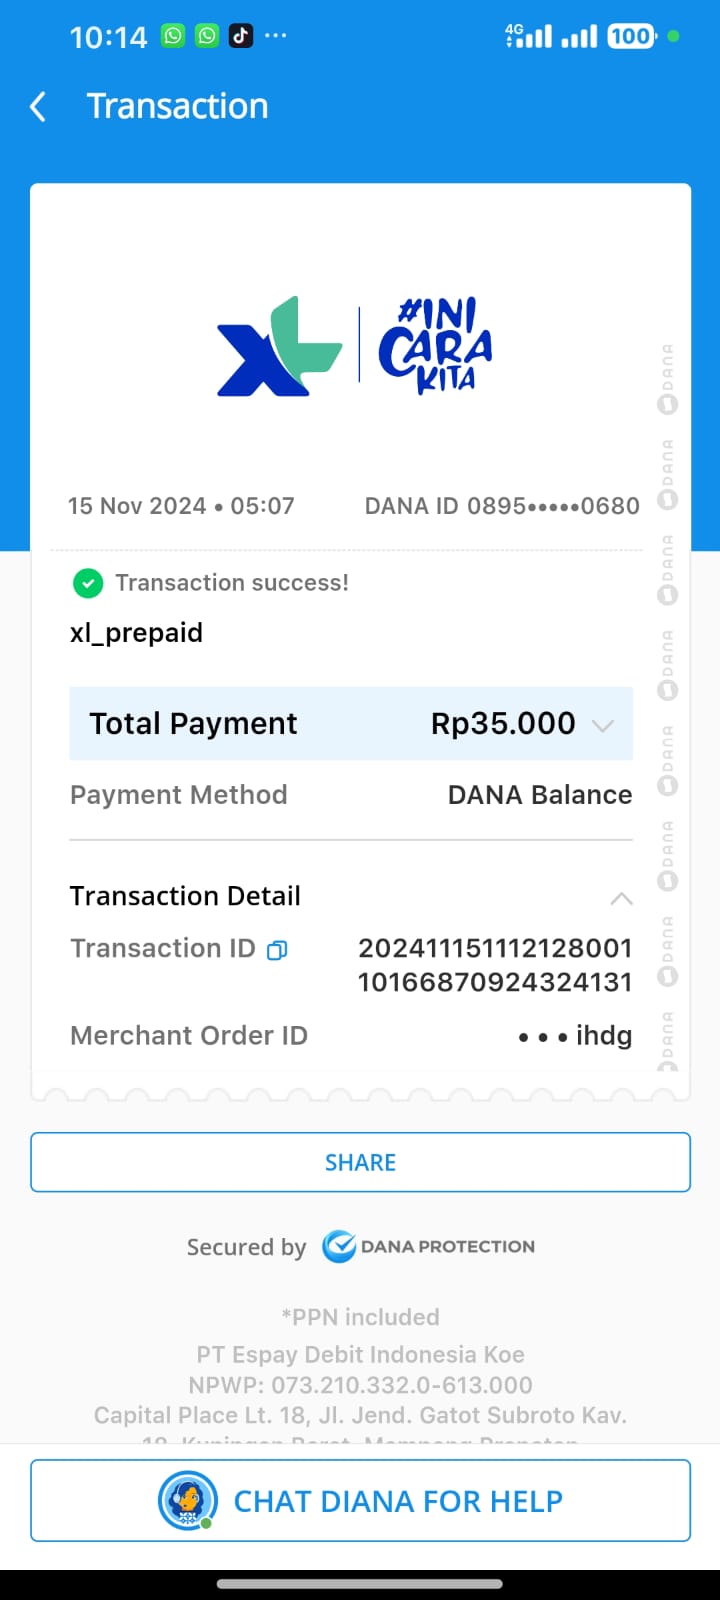 10:14
4G
100
Transaction
XL
#INI
CARA
KITA
15 Nov 2024 • 05:07
DANA ID 0895•••••0680
Transaction success!
xl_prepaid
Total Payment
Rp35.000
Payment Method
DANA Balance
Transaction Detail
Transaction ID
202411151112128001
10166870924324131
Merchant Order ID
• • • ihdg
DANA
DANA
DANA
DANA
DANA
DANA
DANA
DANA
SHARE
Secured by
DANA PROTECTION
*PPN included
PT Espay Debit Indonesia Koe
NPWP: 073.210.332.0-613.000
Capital Place Lt. 18, Jl. Jend. Gatot Subroto Kav.
CHAT DIANA FOR HELP